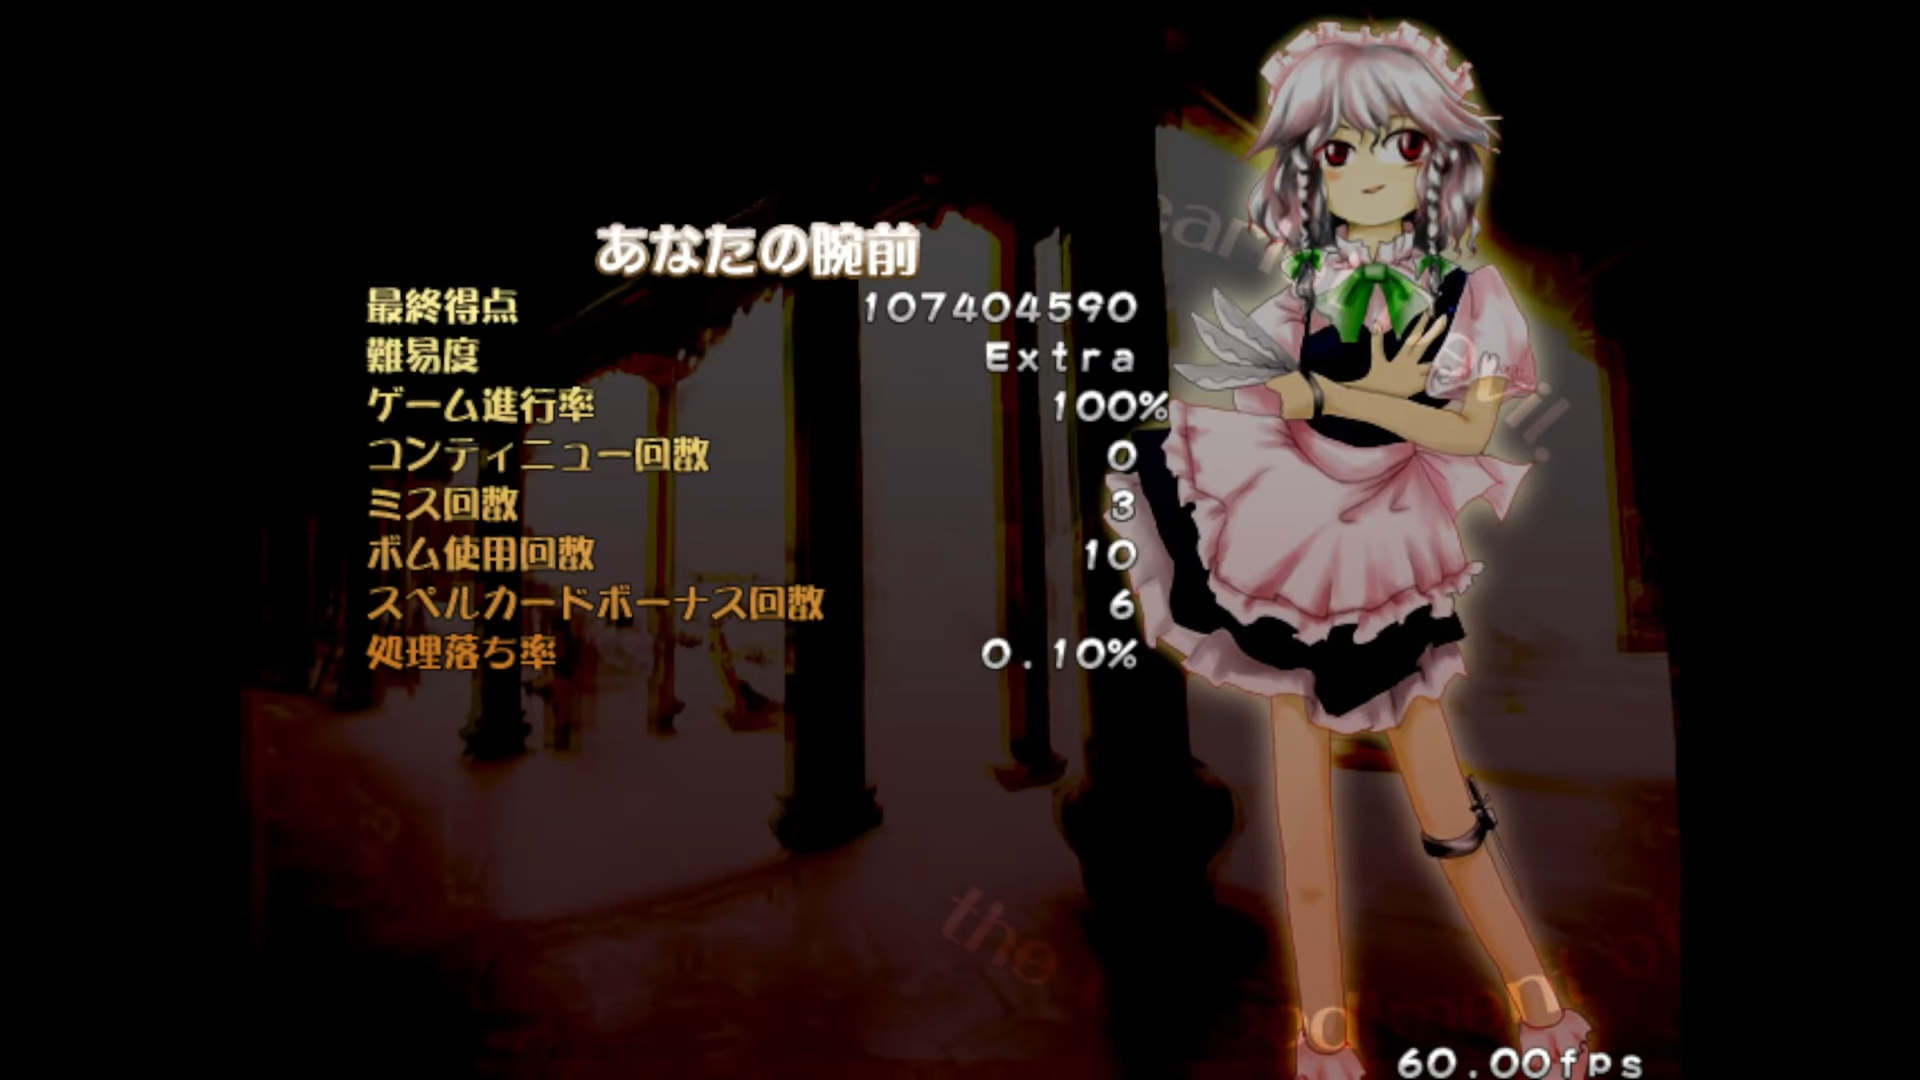 あなたの腕前
最終得点 107404590
難易度 Extra
ゲーム進行率 100%
コンティニュー回数 0
ミス回数 3
ボム使用回数 10
スペルカードボーナス回数 6
処理落ち率 0.10%
the
60.00fps